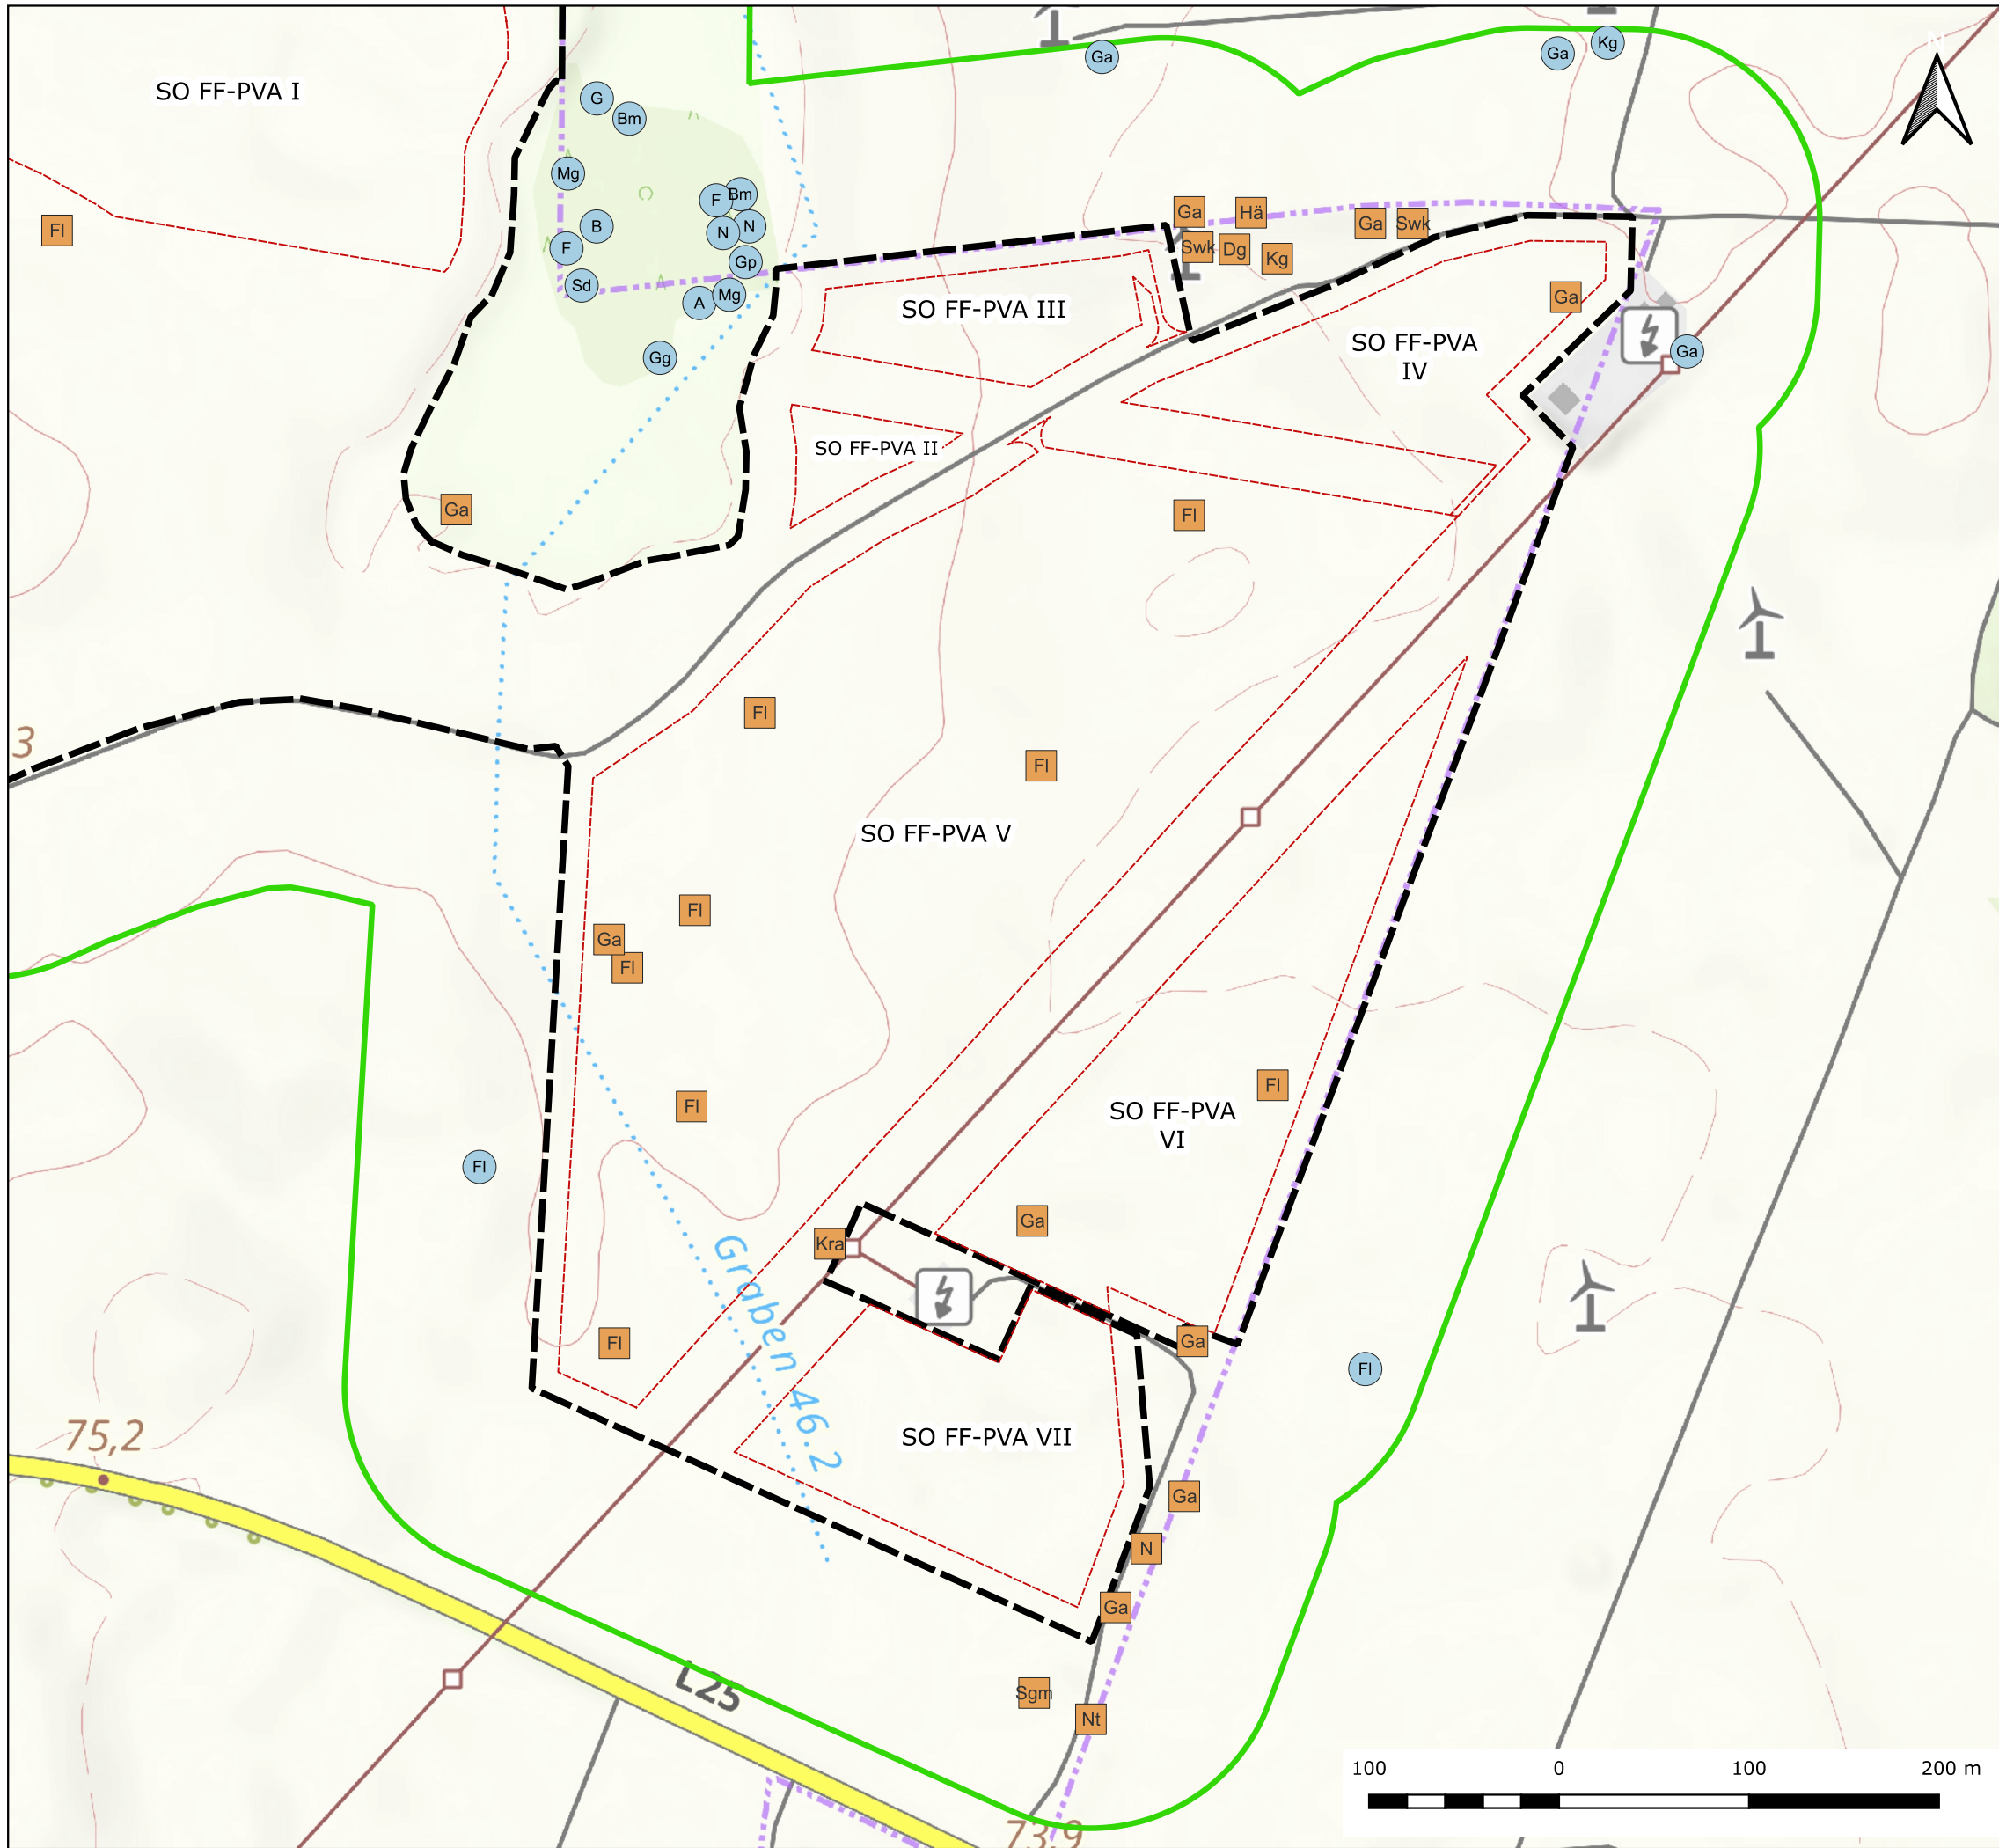 Ga
Ga
Kg
SO FF-PVA I
G
Bm
Mg
F
Bm
B
N
N
F
Gp
Sd
A
Mg
Gg
Fl
Ga
Hä
Ga
Swk
Swk
Dg
Kg
Ga
SO FF-PVA III
SO FF-PVA
IV
Ga
SO FF-PVA II
Ga
Fl
Fl
3
Fl
SO FF-PVA V
Fl
Ga
Fl
Fl
Fl
SO FF-PVA
VI
Fl
Ga
Kra
Graben 46.2
Fl
Ga
Fl
75,2
SO FF-PVA VII
Ga
N
Ga
L25
Sgm
Nt
73,9
100 0 100 200 m